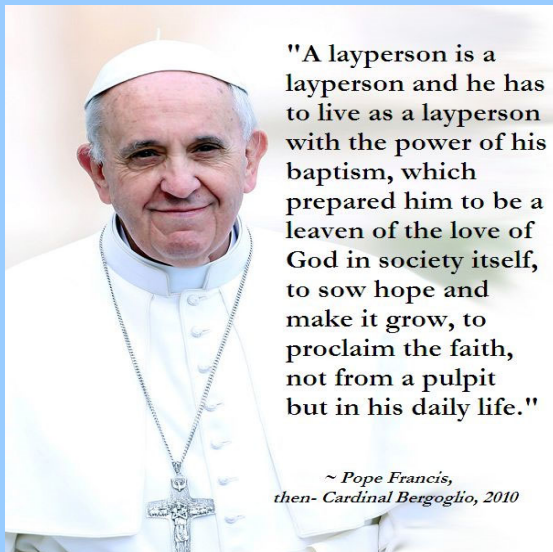 "A layperson is a
layperson and he has
to live as a layperson
with the power of his
baptism, which
prepared him to be a
leaven of the love of
God in society itself,
to sow hope and
make it grow, to
proclaim the faith,
not from a pulpit
but in his daily life."
~ Pope Francis,
then- Cardinal Bergoglio, 2010